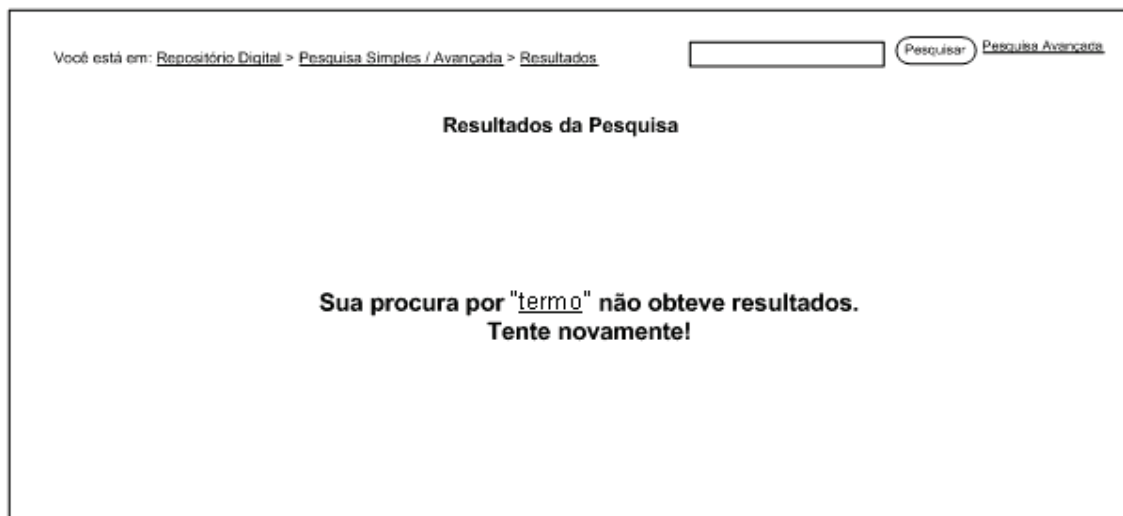 Você está em: Repositório Digital > Pesquisa Simples / Avançada > Resultados
Pesquisar
Pesquisa Avançada
Resultados da Pesquisa
Sua procura por "termo" não obteve resultados.
Tente novamente!